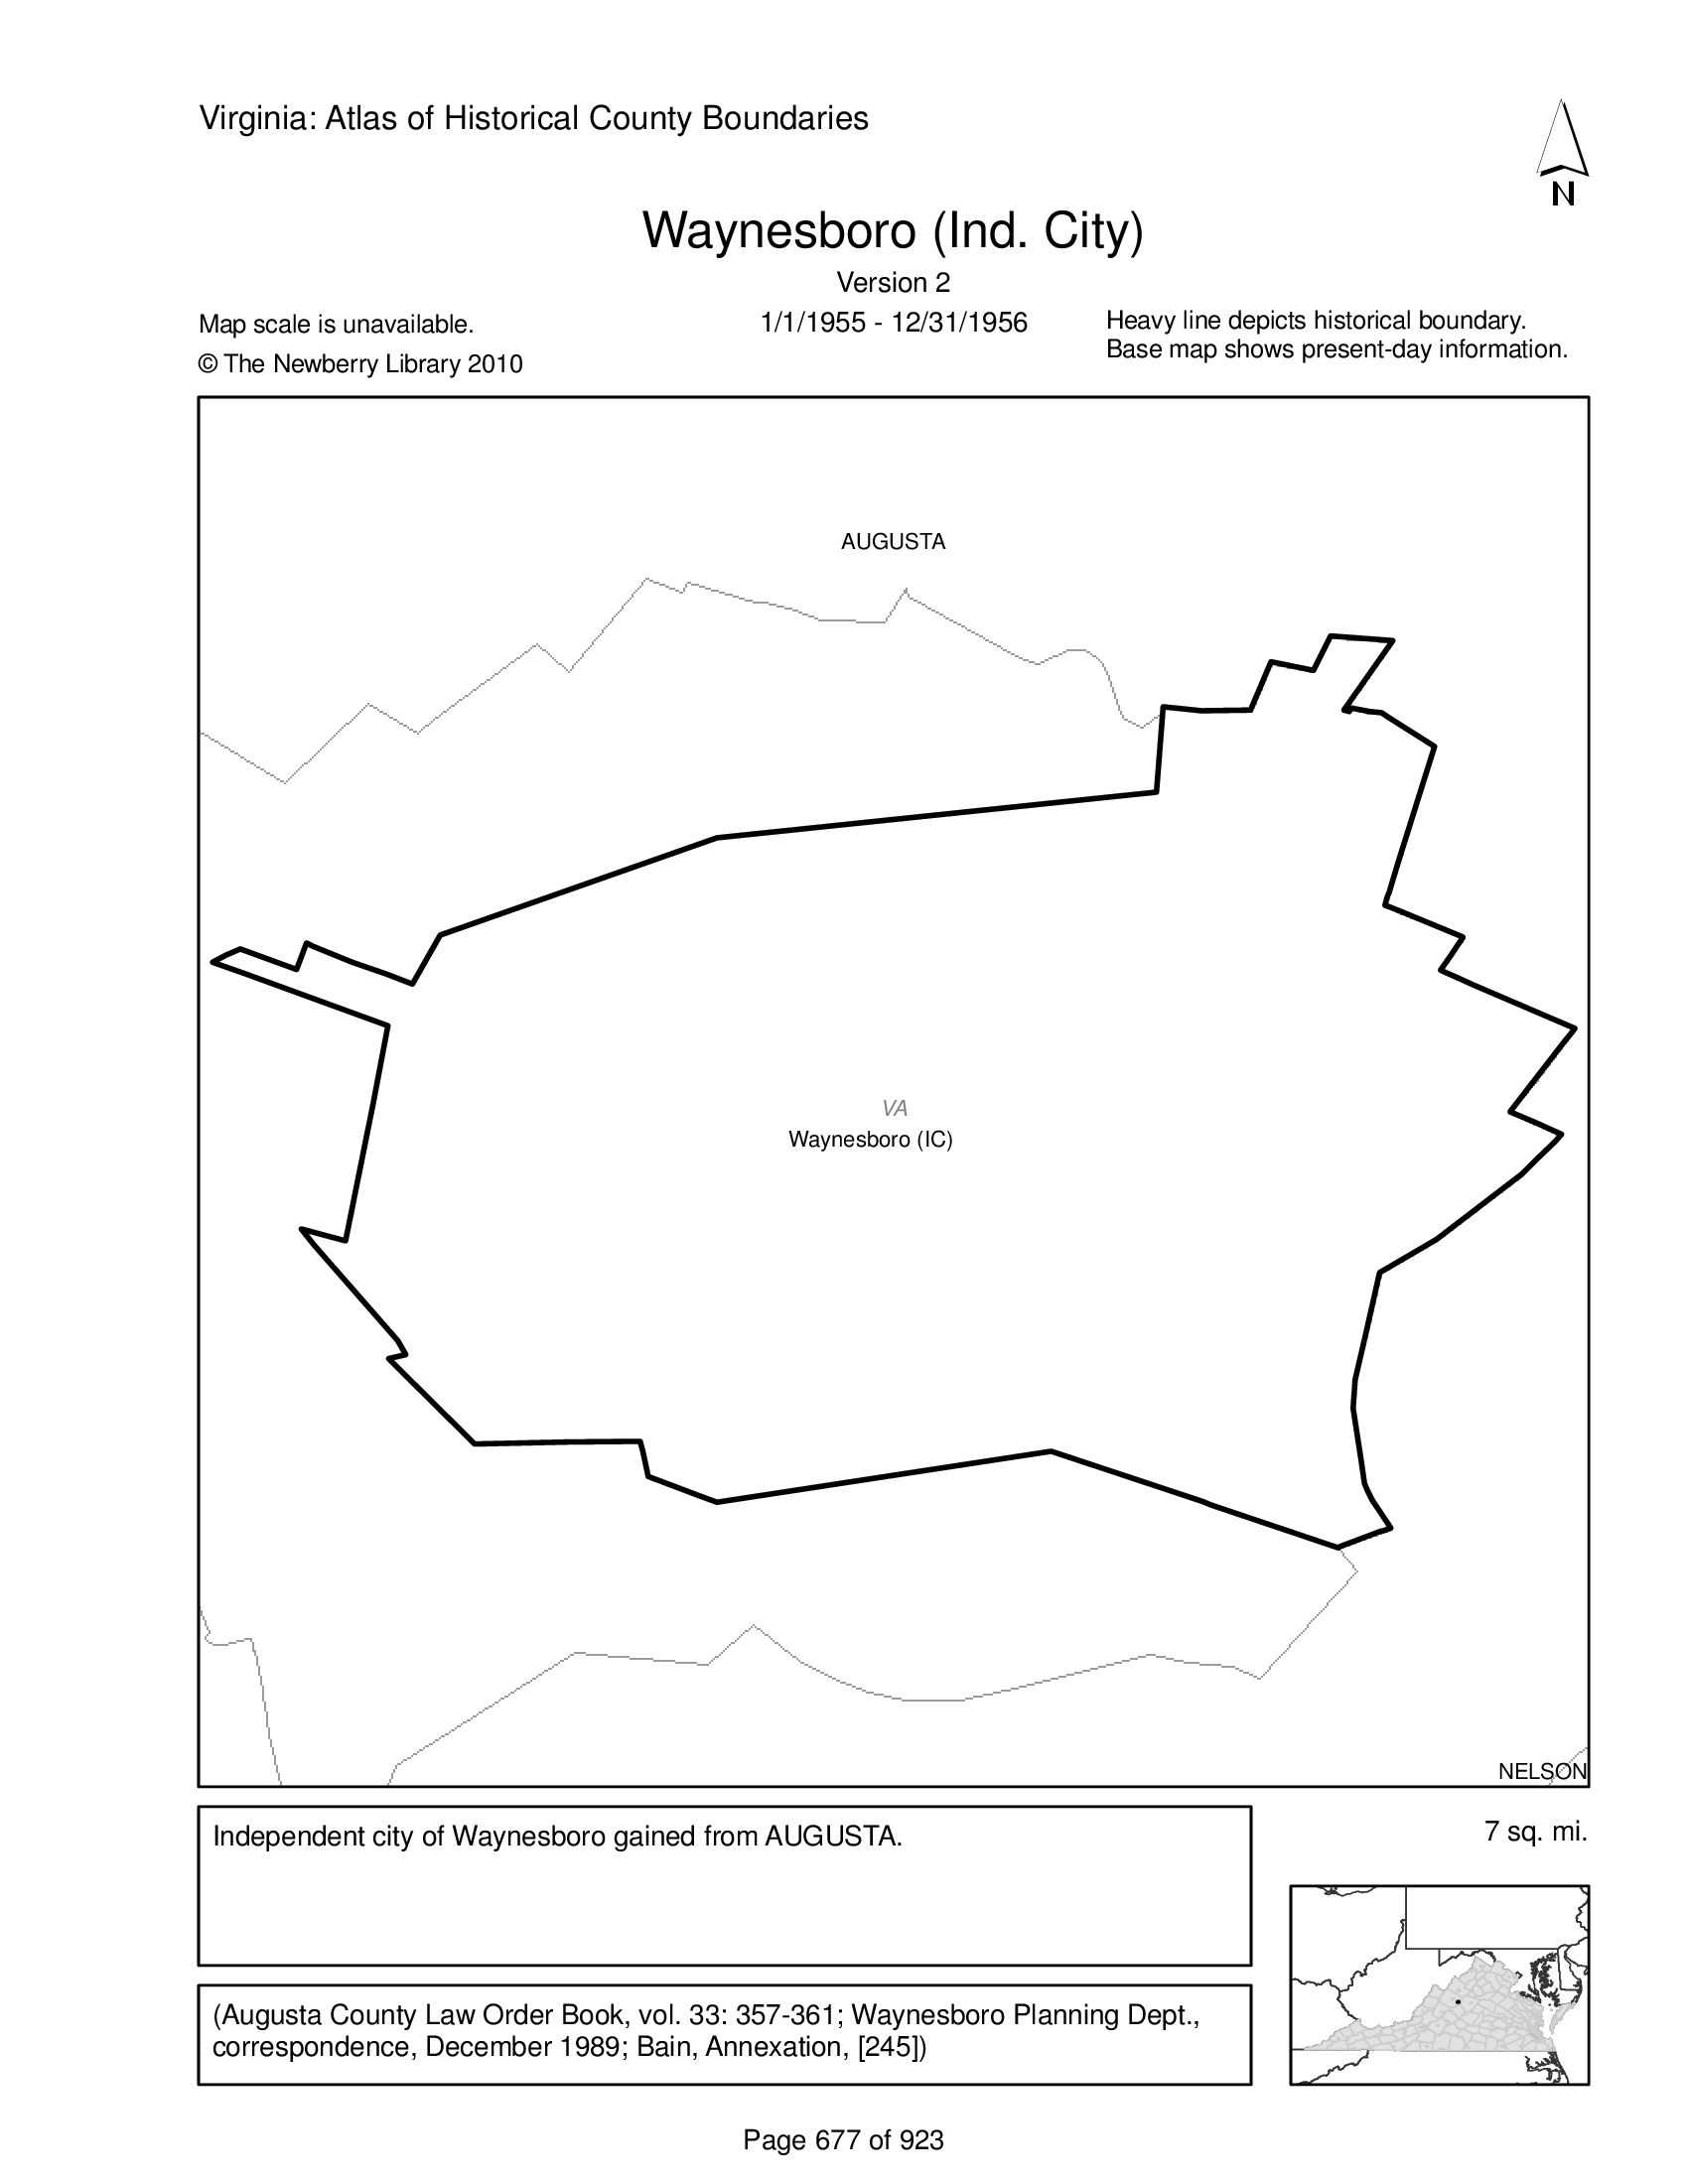 Virginia: Atlas of Historical County Boundaries
N
Waynesboro (Ind. City)
Version 2
Map scale is unavailable.
1/1/1955 - 12/31/1956
Heavy line depicts historical boundary.
© The Newberry Library 2010
Base map shows present-day information.
AUGUSTA
VA
Waynesboro (IC)
NELSON
Independent city of Waynesboro gained from AUGUSTA.
7 sq. mi.
(Augusta County Law Order Book, vol. 33: 357-361; Waynesboro Planning Dept.,
correspondence, December 1989; Bain, Annexation, [245])
Page 677 of 923